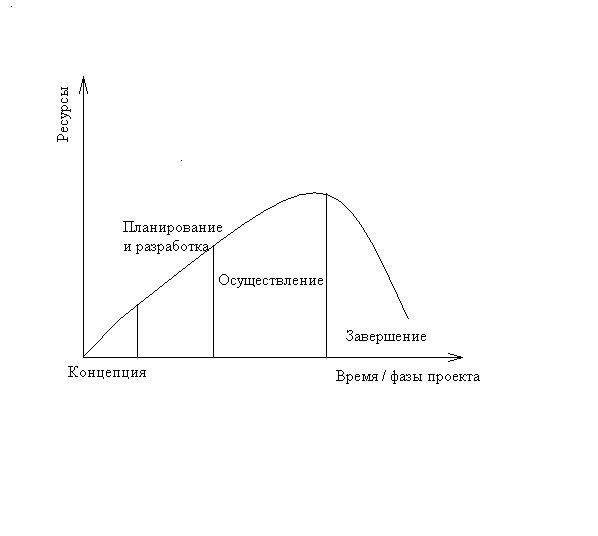 Ресурсы
Планирование
и разработка
Осуществление
Завершение
Концепция
Время / фазы проекта